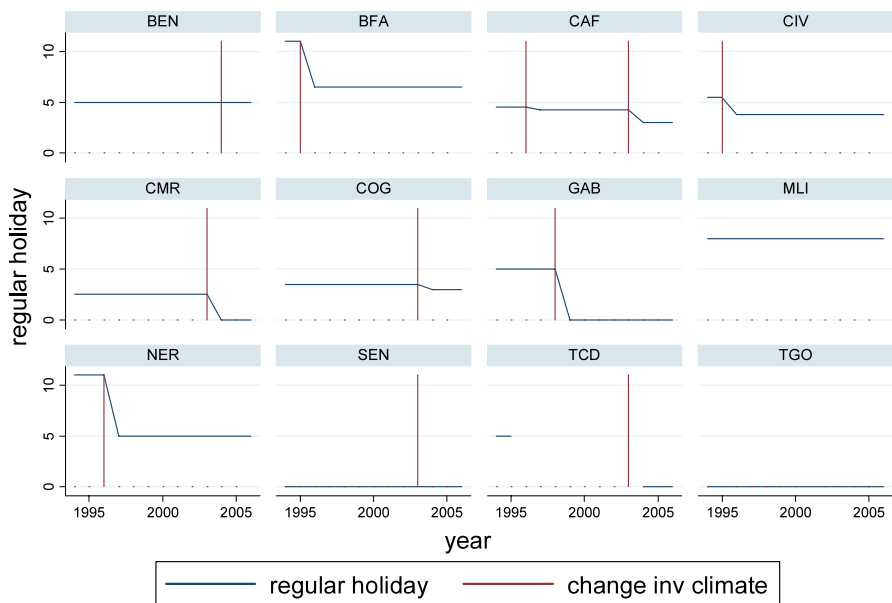 BEN BFA CAF CIV
10
5
0
CMR COG GAB MLI
10
5
0
NER SEN TCD TGO
10
5
0
1995 2000 2005 1995 2000 2005 1995 2000 2005 1995 2000 2005
regular holiday
year
regular holiday change inv climate